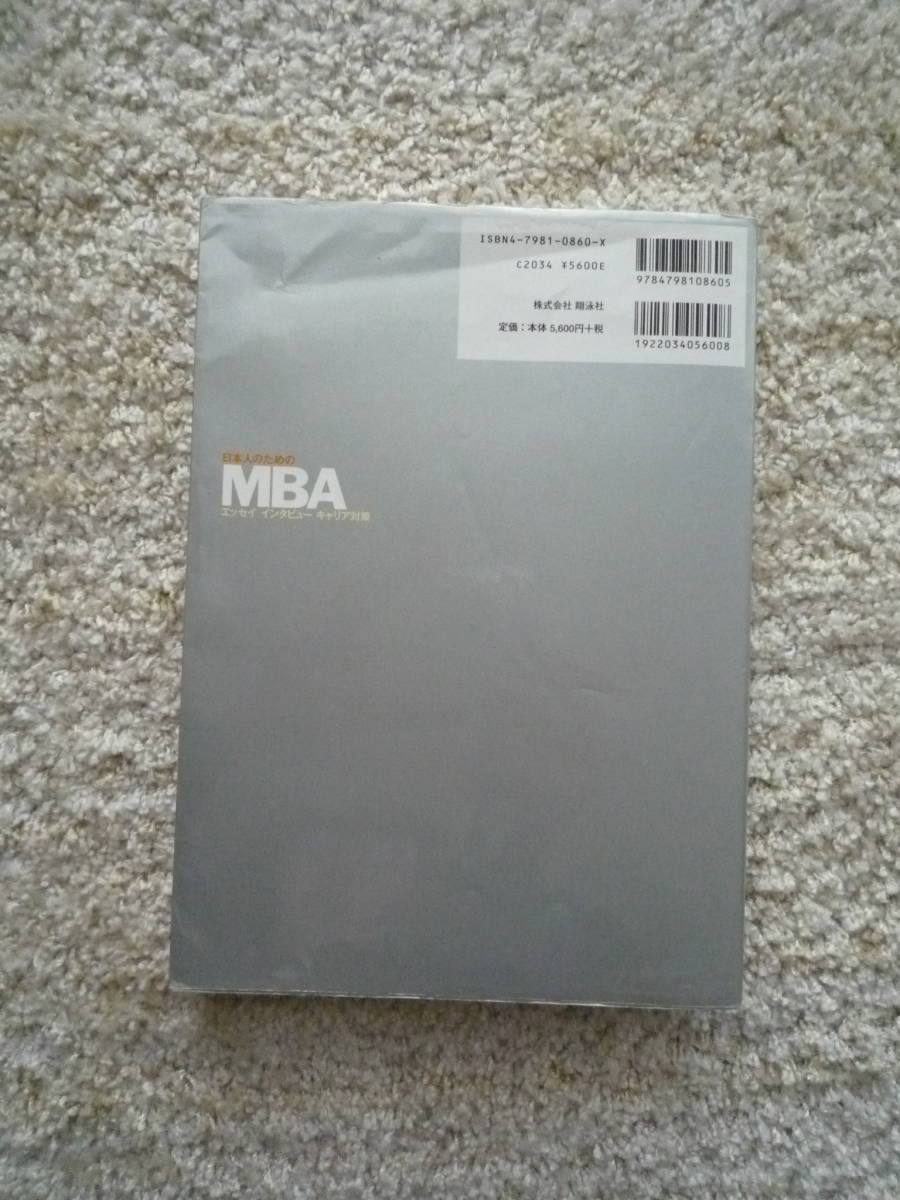 ISBN4-7981-0860-X
C2034 ¥5600E
株式会社 翔泳社
定価：本体 5,600円＋税
9784798108605
1922034056008
日本人のための
MBA
エッセイ インタビュー キャリア対策